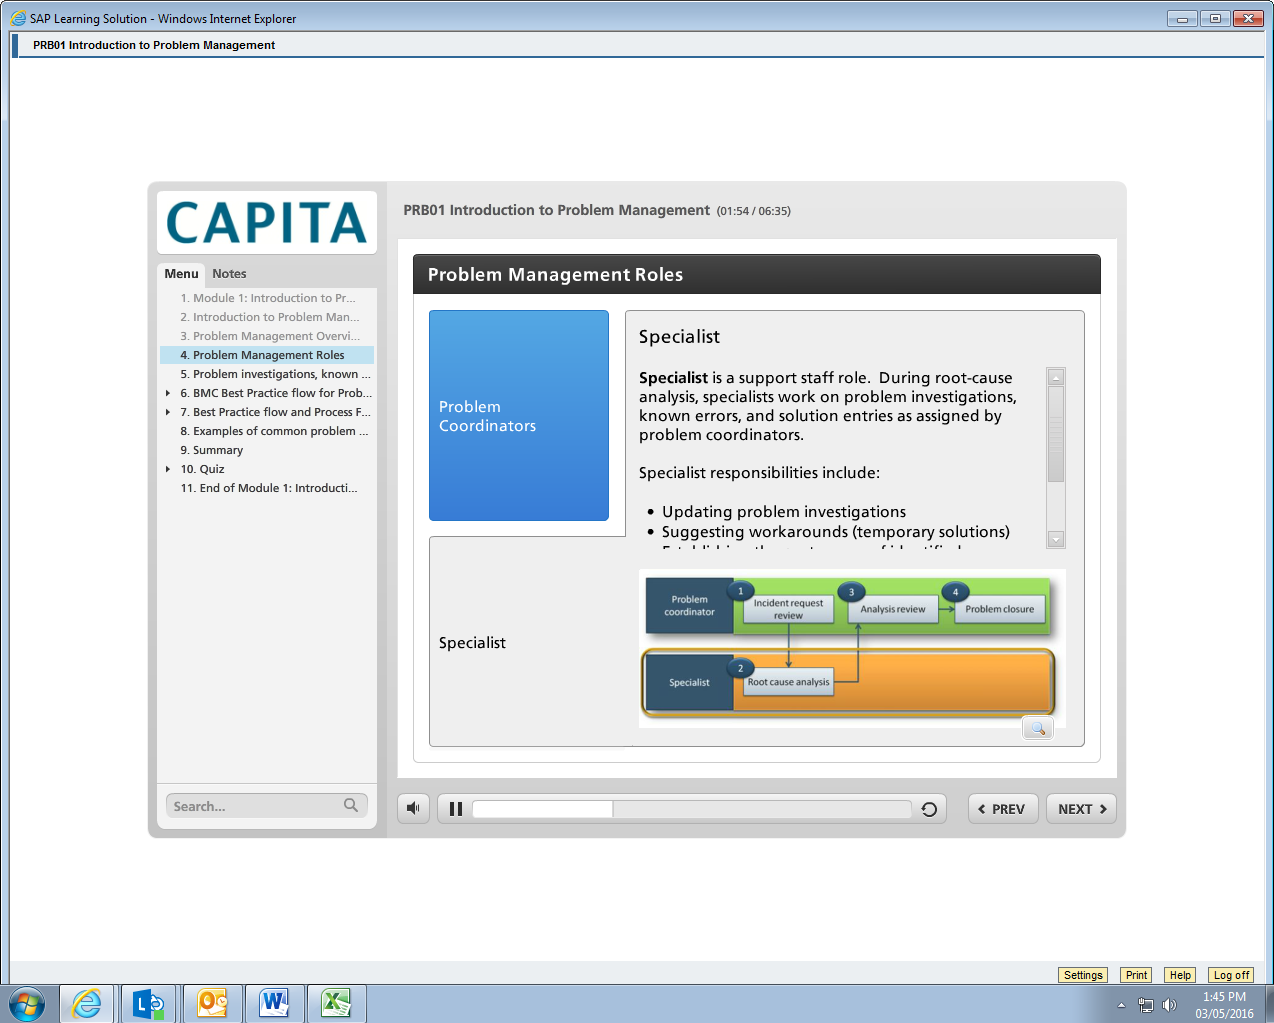 SAP Learning Solution - Windows Internet Explorer
PRB01 Introduction to Problem Management
CAPITA
PRB01 Introduction to Problem Management (01:54 / 06:35)
Menu Notes
1. Module 1: Introduction to Pr...
2. Introduction to Problem Man...
3. Problem Management Overvi...
4. Problem Management Roles
5. Problem investigations, known ...
6. BMC Best Practice flow for Prob...
7. Best Practice flow and Process F...
8. Examples of common problem ...
9. Summary
10. Quiz
11. End of Module 1: Introducti...
Search...
Problem Management Roles
Problem
Coordinators
Specialist
Specialist
Specialist is a support staff role. During root-cause
analysis, specialists work on problem investigations,
known errors, and solution entries as assigned by
problem coordinators.
Specialist responsibilities include:
• Updating problem investigations
• Suggesting workarounds (temporary solutions)
Problem
coordinator
1
Incident request
review
3
Analysis review
4
Problem closure
Specialist
2
Root cause analysis
PREV
NEXT
Settings
Print
Help
Log off
1:45 PM
03/05/2016